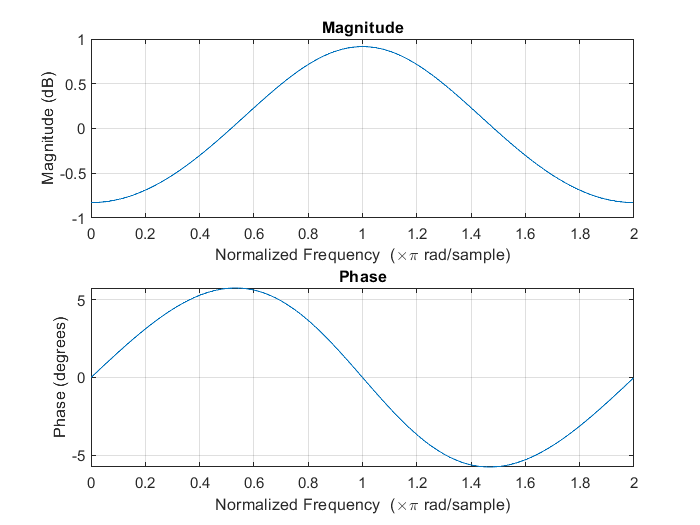 Magnitude
1
0.5
0
-0.5
-1
Magnitude (dB)
0 0.2 0.4 0.6 0.8 1 1.2 1.4 1.6 1.8 2
Normalized Frequency (×π rad/sample)
Phase
5
0
-5
Phase (degrees)
0 0.2 0.4 0.6 0.8 1 1.2 1.4 1.6 1.8 2
Normalized Frequency (×π rad/sample)